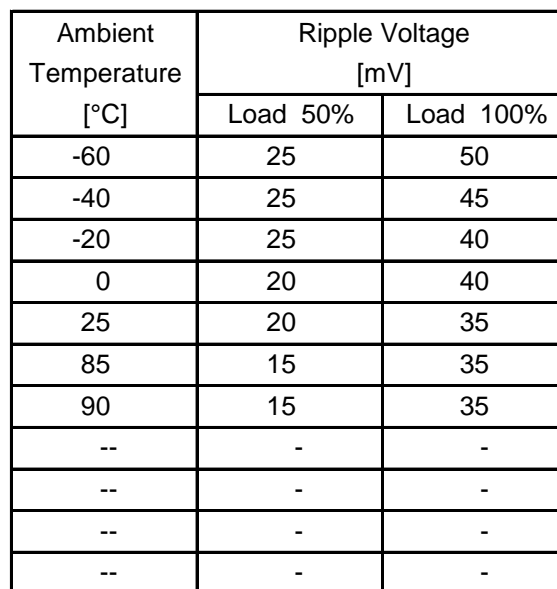 Ambient Temperature [°C] Ripple Voltage [mV]
Load 50% Load 100%
-60 25 50
-40 25 45
-20 25 40
0 20 40
25 20 35
85 15 35
90 15 35
-- - -
-- - -
-- - -
-- - -